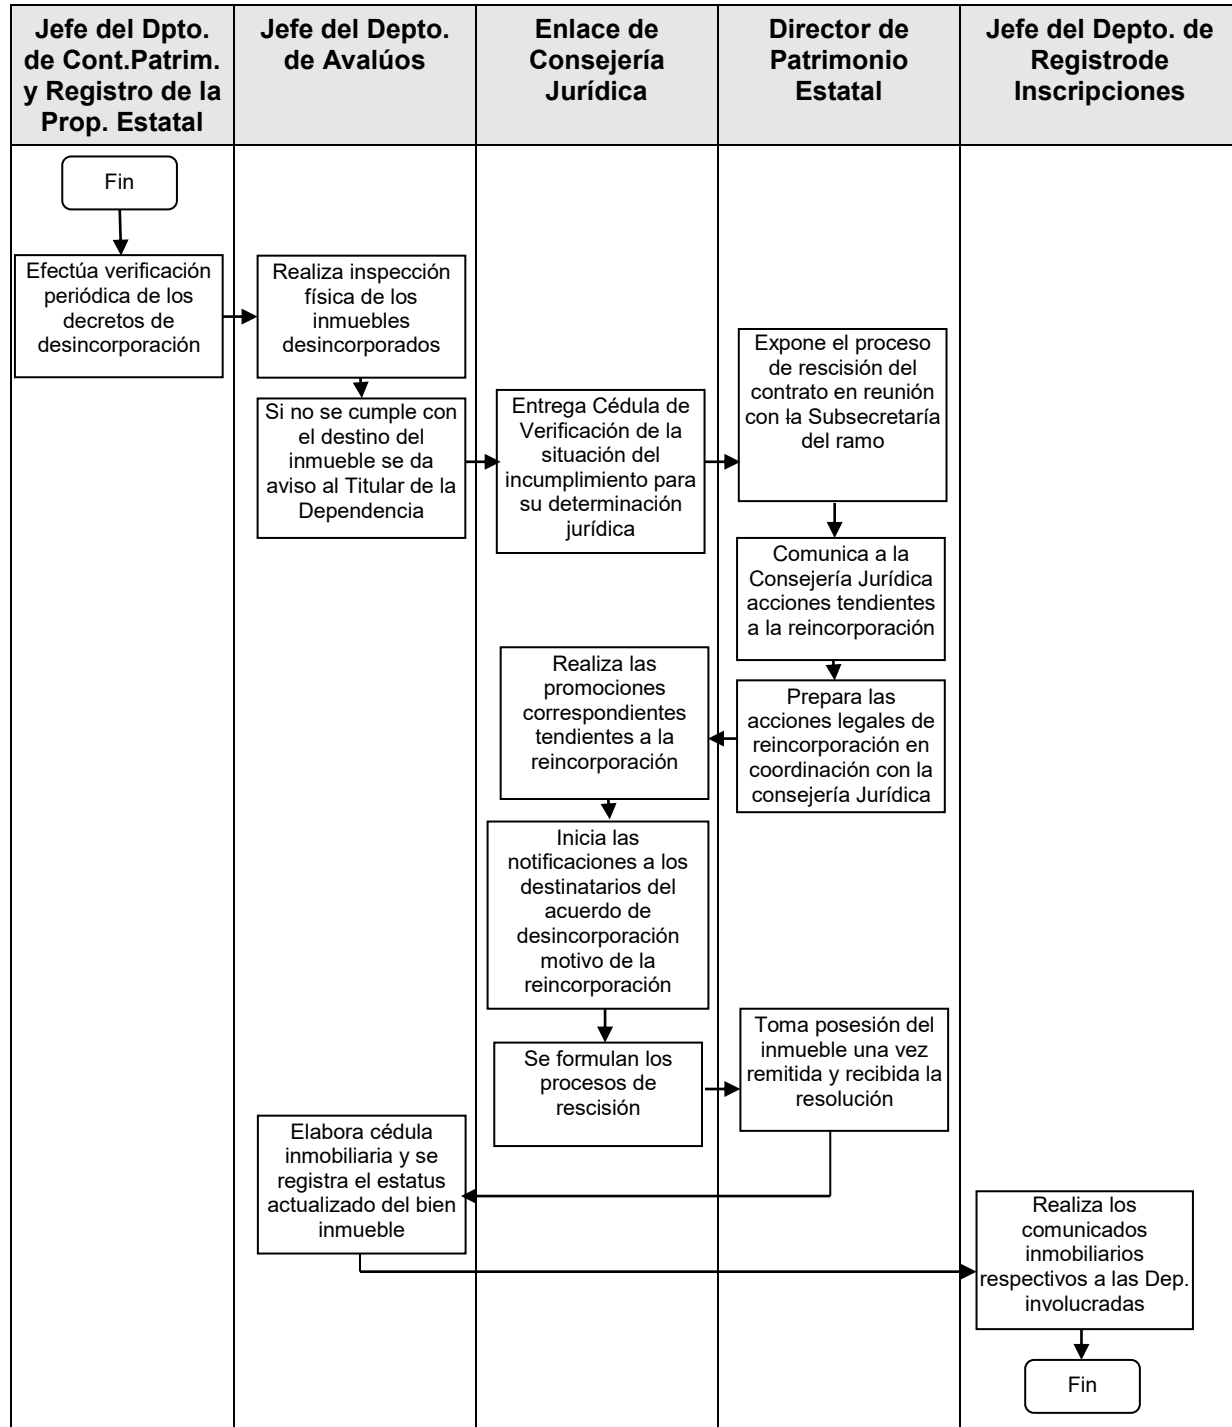 Jefe del Dpto.
de Cont.Patrim.
y Registro de la
Prop. Estatal
Jefe del Depto.
de Avalúos
Enlace de
Consejería
Jurídica
Director de
Patrimonio
Estatal
Jefe del Depto. de
Registrode
Inscripciones
Fin
Efectúa verificación
periódica de los
decretos de
desincorporación
Realiza inspección
física de los
inmuebles
desincorporados
Si no se cumple con
el destino del
inmueble se da
aviso al Titular de la
Dependencia
Entrega Cédula de
Verificación de la
situación del
incumplimiento para
su determinación
jurídica
Expone el proceso
de rescisión del
contrato en reunión
con la Subsecretaría
del ramo
Comunica a la
Consejería Jurídica
acciones tendientes
a la reincorporación
Prepara las
acciones legales de
reincorporación en
coordinación con la
consejería Jurídica
Realiza las
promociones
correspondientes
tendientes a la
reincorporación
Inicia las
notificaciones a los
destinatarios del
acuerdo de
desincorporación
motivo de la
reincorporación
Se formulan los
procesos de
rescisión
Toma posesión del
inmueble una vez
remitida y recibida la
resolución
Elabora cédula
inmobiliaria y se
registra el estatus
actualizado del bien
inmueble
Realiza los
comunicados
inmobiliarios
respectivos a las Dep.
involucradas
Fin